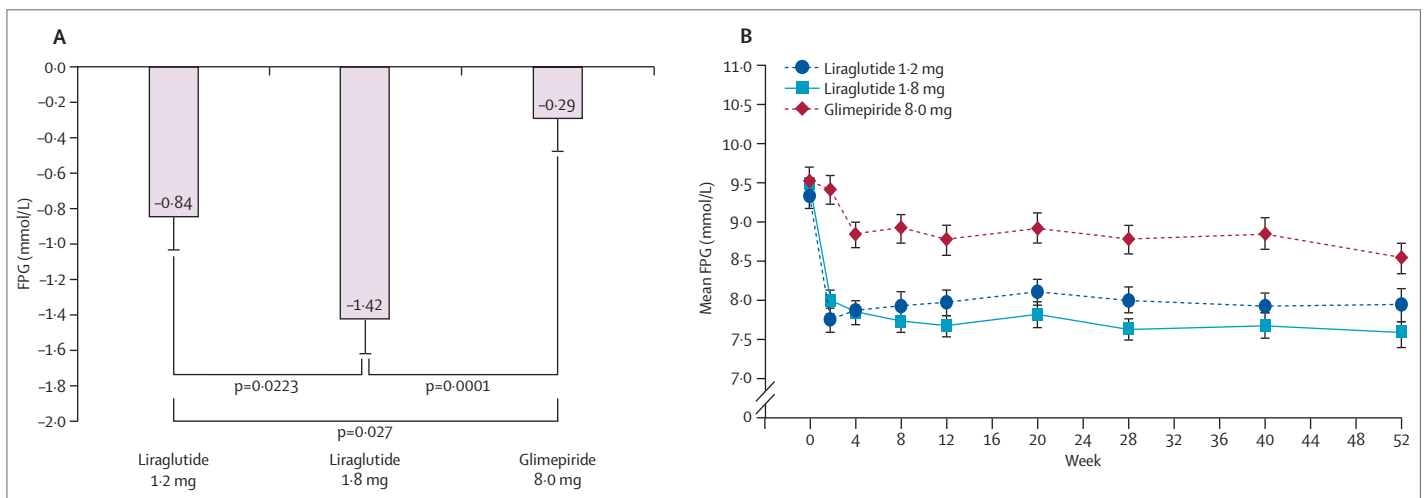 A
0·0
–0·2
–0·4
–0·6
–0·8
–1·0
–1·2
–1·4
–1·6
–1·8
–2·0
FPG (mmol/L)
–0·84
–1·42
–0·29
p=0·0223
p=0·0001
p=0·027
Liraglutide
1·2 mg
Liraglutide
1·8 mg
Glimepiride
8·0 mg
B
Liraglutide 1·2 mg
Liraglutide 1·8 mg
Glimepiride 8·0 mg
11·0
10·5
10·0
9·5
9·0
8·5
8·0
7·5
7·0
0
Mean FPG (mmol/L)
0 4 8 12 16 20 24 28 32 36 40 44 48 52
Week